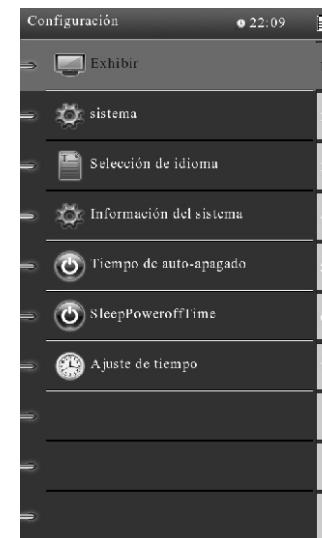 Configuración 22:09
Exhibir
sistema
Selección de idioma
Información del sistema
Tiempo de auto-apagado
SleepPoweroffTime
Ajuste de tiempo